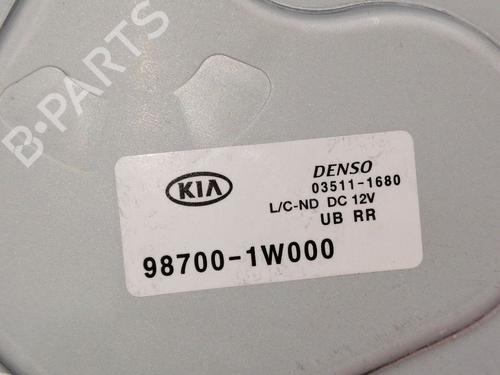 B-PARTS
KIA
DENSO
03511-1680
L/C-ND DC 12V
UB RR
98700-1W000